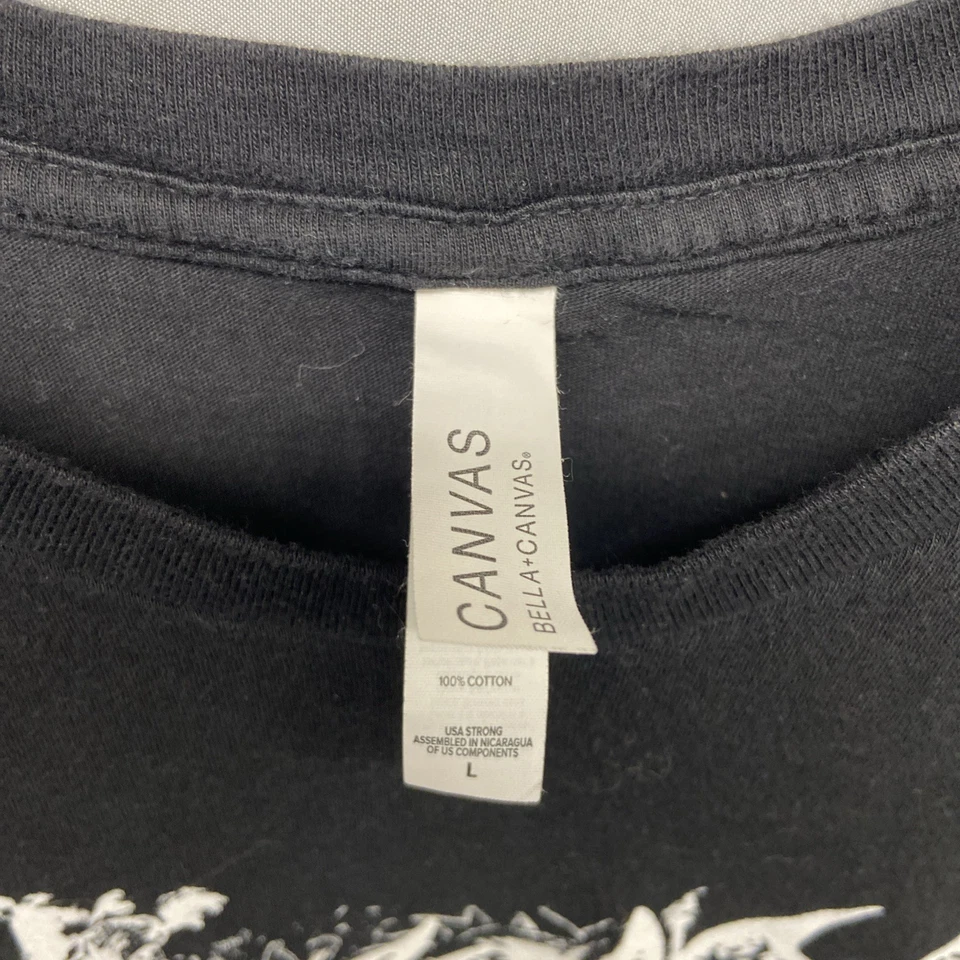 CANVAS
BELLA+CANVAS®
100% COTTON
USA STRONG
ASSEMBLED IN NICARAGUA
OF US COMPONENTS
L